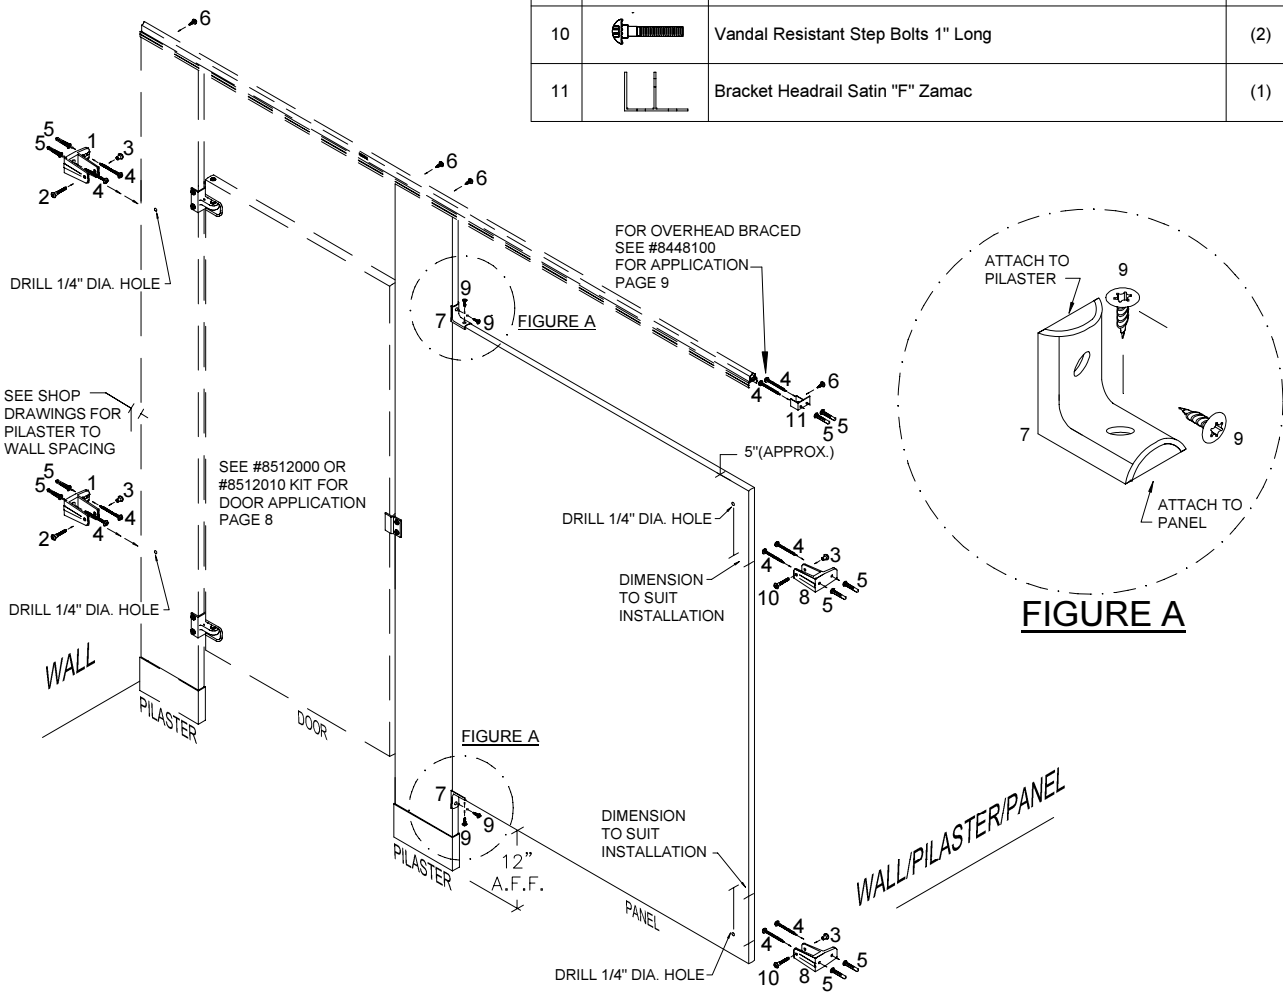 10 Vandal Resistant Step Bolts 1" Long (2)
11 Bracket Headrail Satin "F" Zamac (1)
6
5
5
1
3
4
4
2
DRILL 1/4" DIA. HOLE
6
6
FOR OVERHEAD BRACED
SEE #8448100
FOR APPLICATION
PAGE 9
9
7
9
FIGURE A
4
4
6
11
5
5
ATTACH TO
PILASTER
9
7
9
ATTACH TO
PANEL
FIGURE A
SEE SHOP
DRAWINGS FOR
PILASTER TO
WALL SPACING
5
5
1
3
4
4
2
DRILL 1/4" DIA. HOLE
SEE #8512000 OR
#8512010 KIT FOR
DOOR APPLICATION
PAGE 8
5"(APPROX.)
DRILL 1/4" DIA. HOLE
DIMENSION
TO SUIT
INSTALLATION
4
4
3
5
5
10
8
WALL
PILASTER
DOOR
FIGURE A
7
9
9
PILASTER
12"
A.F.F.
PANEL
DIMENSION
TO SUIT
INSTALLATION
DRILL 1/4" DIA. HOLE
4
4
3
5
5
10
8
WALL/PILASTER/PANEL